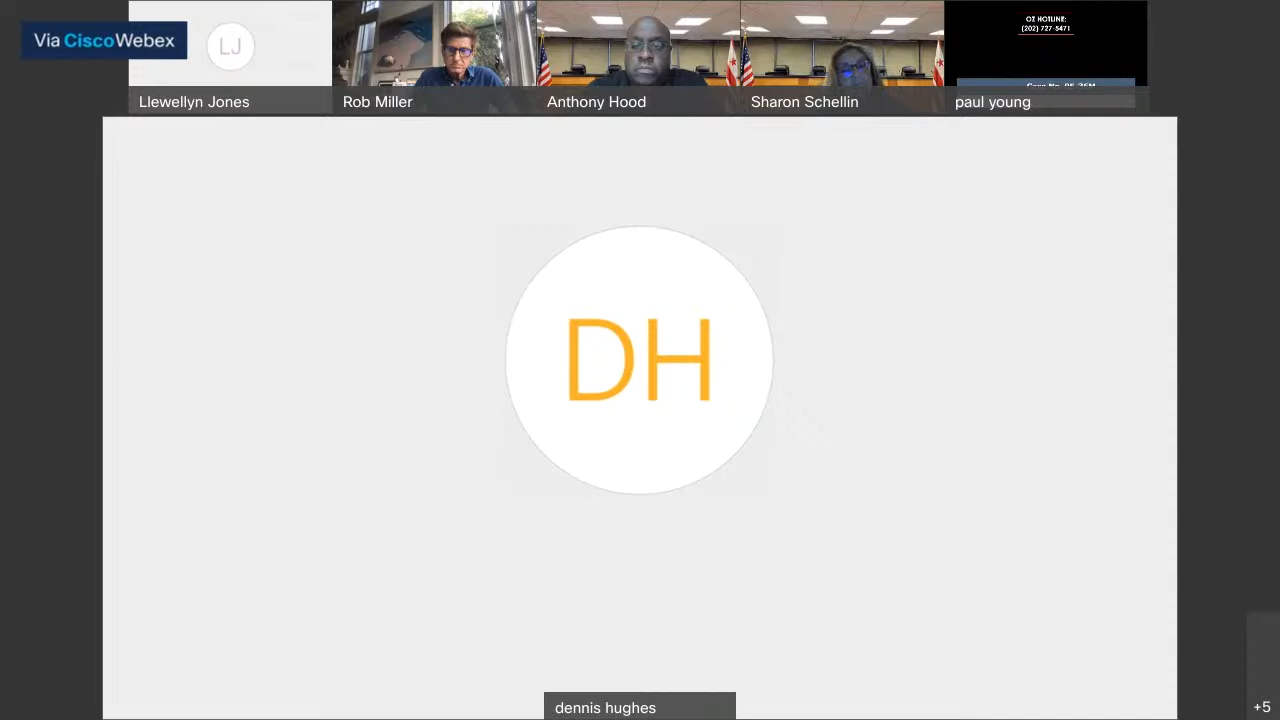 Via CiscoWebex
LJ
OZ HOTLINE:
(202) 727-5471
Llewellyn Jones
Rob Miller
Anthony Hood
Sharon Schellin
paul young
DH
dennis hughes
+5